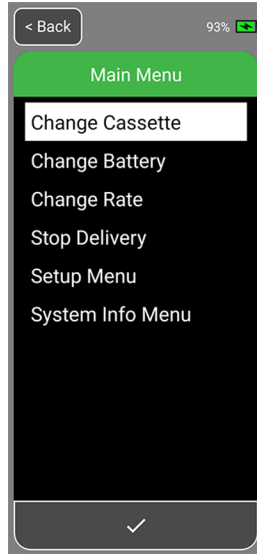 < Back
93%
Main Menu
Change Cassette
Change Battery
Change Rate
Stop Delivery
Setup Menu
System Info Menu